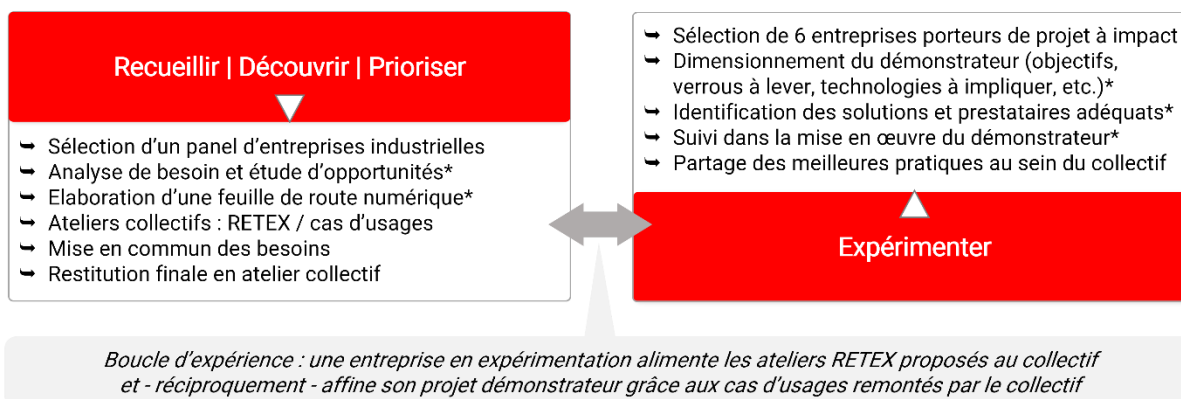 Recueillir | Découvrir | Prioriser
➥ Sélection d’un panel d’entreprises industrielles
➥ Analyse de besoin et étude d’opportunités*
➥ Elaboration d’une feuille de route numérique*
➥ Ateliers collectifs : RETEX / cas d’usages
➥ Mise en commun des besoins
➥ Restitution finale en atelier collectif
➥ Sélection de 6 entreprises porteurs de projet à impact
➥ Dimensionnement du démonstrateur (objectifs,
verrous à lever, technologies à impliquer, etc.)*
➥ Identification des solutions et prestataires adéquats*
➥ Suivi dans la mise en œuvre du démonstrateur*
➥ Partage des meilleures pratiques au sein du collectif
Expérimenter
Boucle d’expérience : une entreprise en expérimentation alimente les ateliers RETEX proposés au collectif
et - réciproquement - affine son projet démonstrateur grâce aux cas d’usages remontés par le collectif